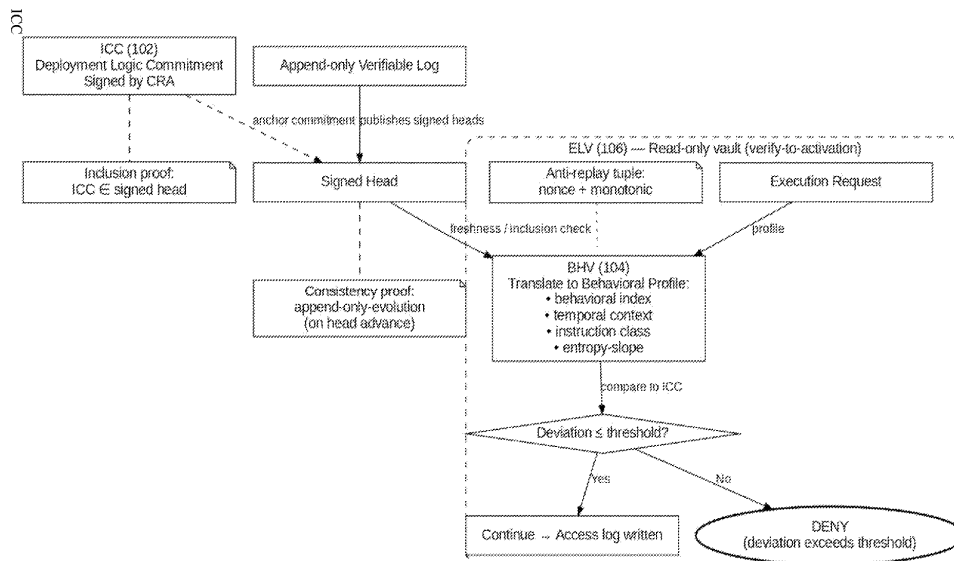 ICC
ICC (102)
Deployment Logic Commitment
Signed by CRA
Append-only Verifiable Log
anchor commitment
publishes signed heads
ELV (106) — Read-only vault (verify-to-activation)
Inclusion proof:
ICC ∈ signed head
Signed Head
Anti-replay tuple:
nonce + monotonic
Execution Request
freshness / inclusion check
profile
Consistency proof:
append-only-evolution
(on head advance)
BHV (104)
Translate to Behavioral Profile:
• behavioral index
• temporal context
• instruction class
• entropy-slope
compare to ICC
Deviation ≤ threshold?
Yes
No
Continue → Access log written
DENY
(deviation exceeds threshold)